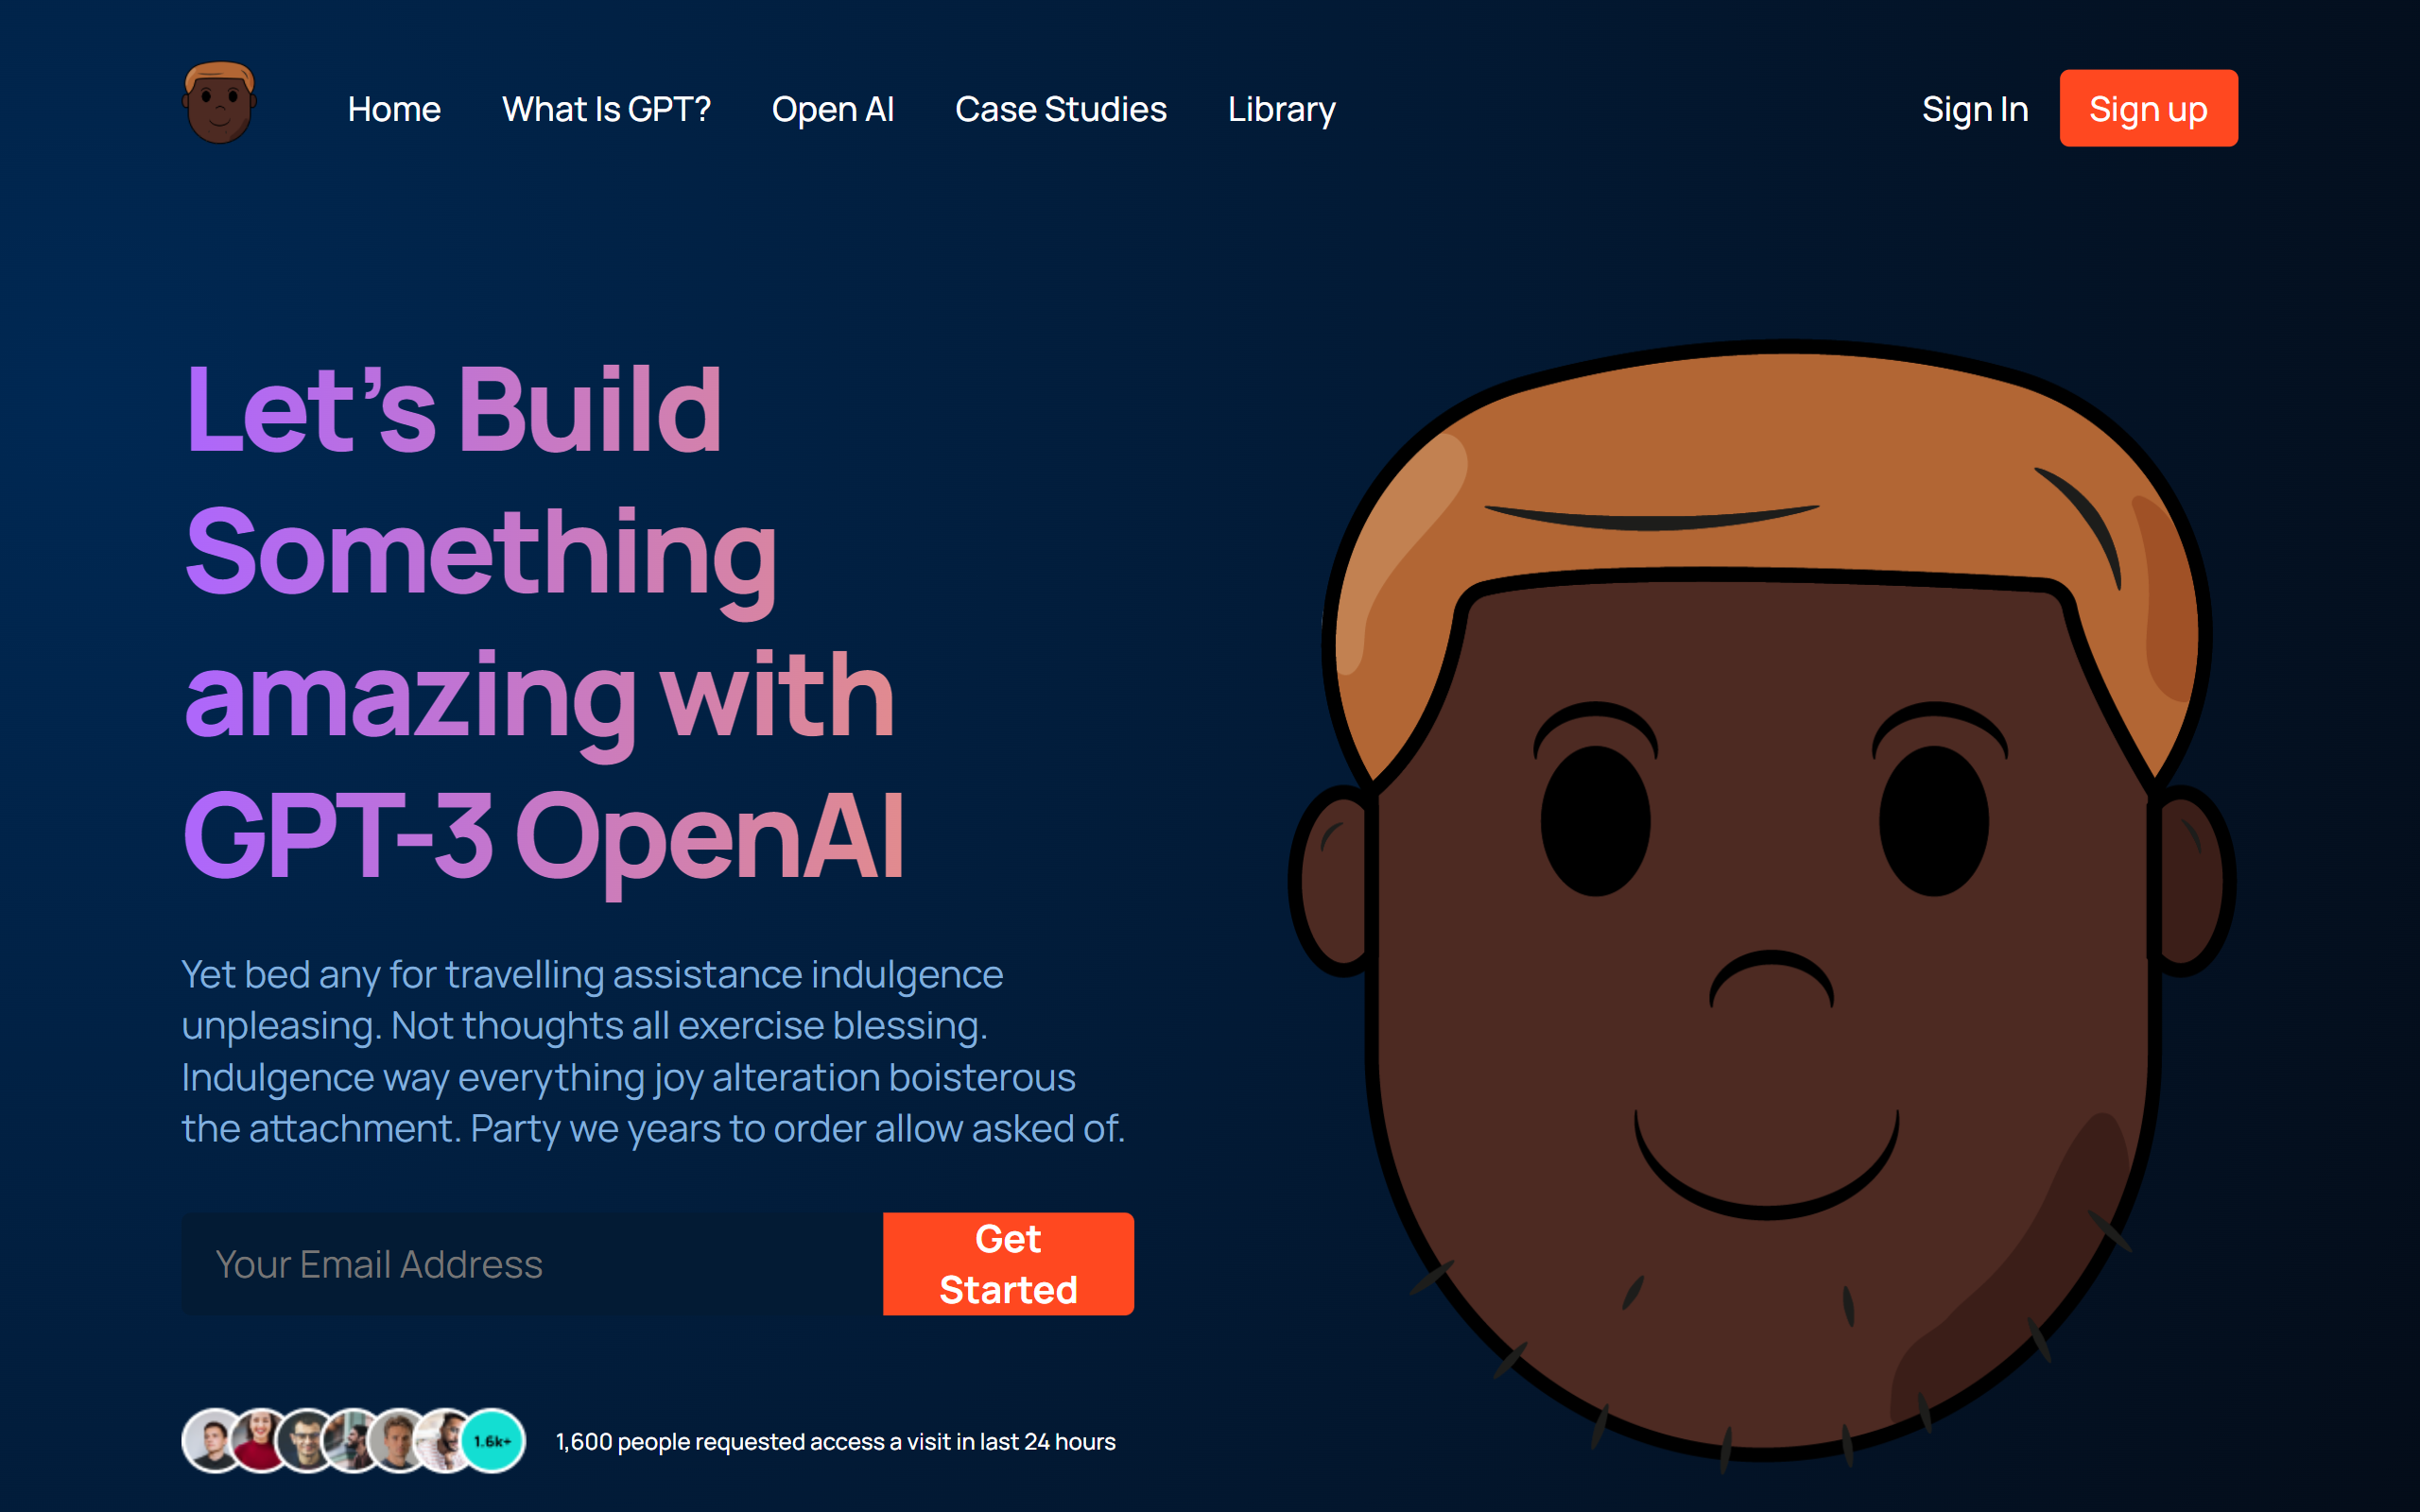 Home
What Is GPT?
Open AI
Case Studies
Library
Sign In
Sign up
Let’s Build
Something
amazing with
GPT-3 OpenAI
Yet bed any for travelling assistance indulgence
unpleasing. Not thoughts all exercise blessing.
Indulgence way everything joy alteration boisterous
the attachment. Party we years to order allow asked of.
Your Email Address
Get
Started
1.6k+
1,600 people requested access a visit in last 24 hours